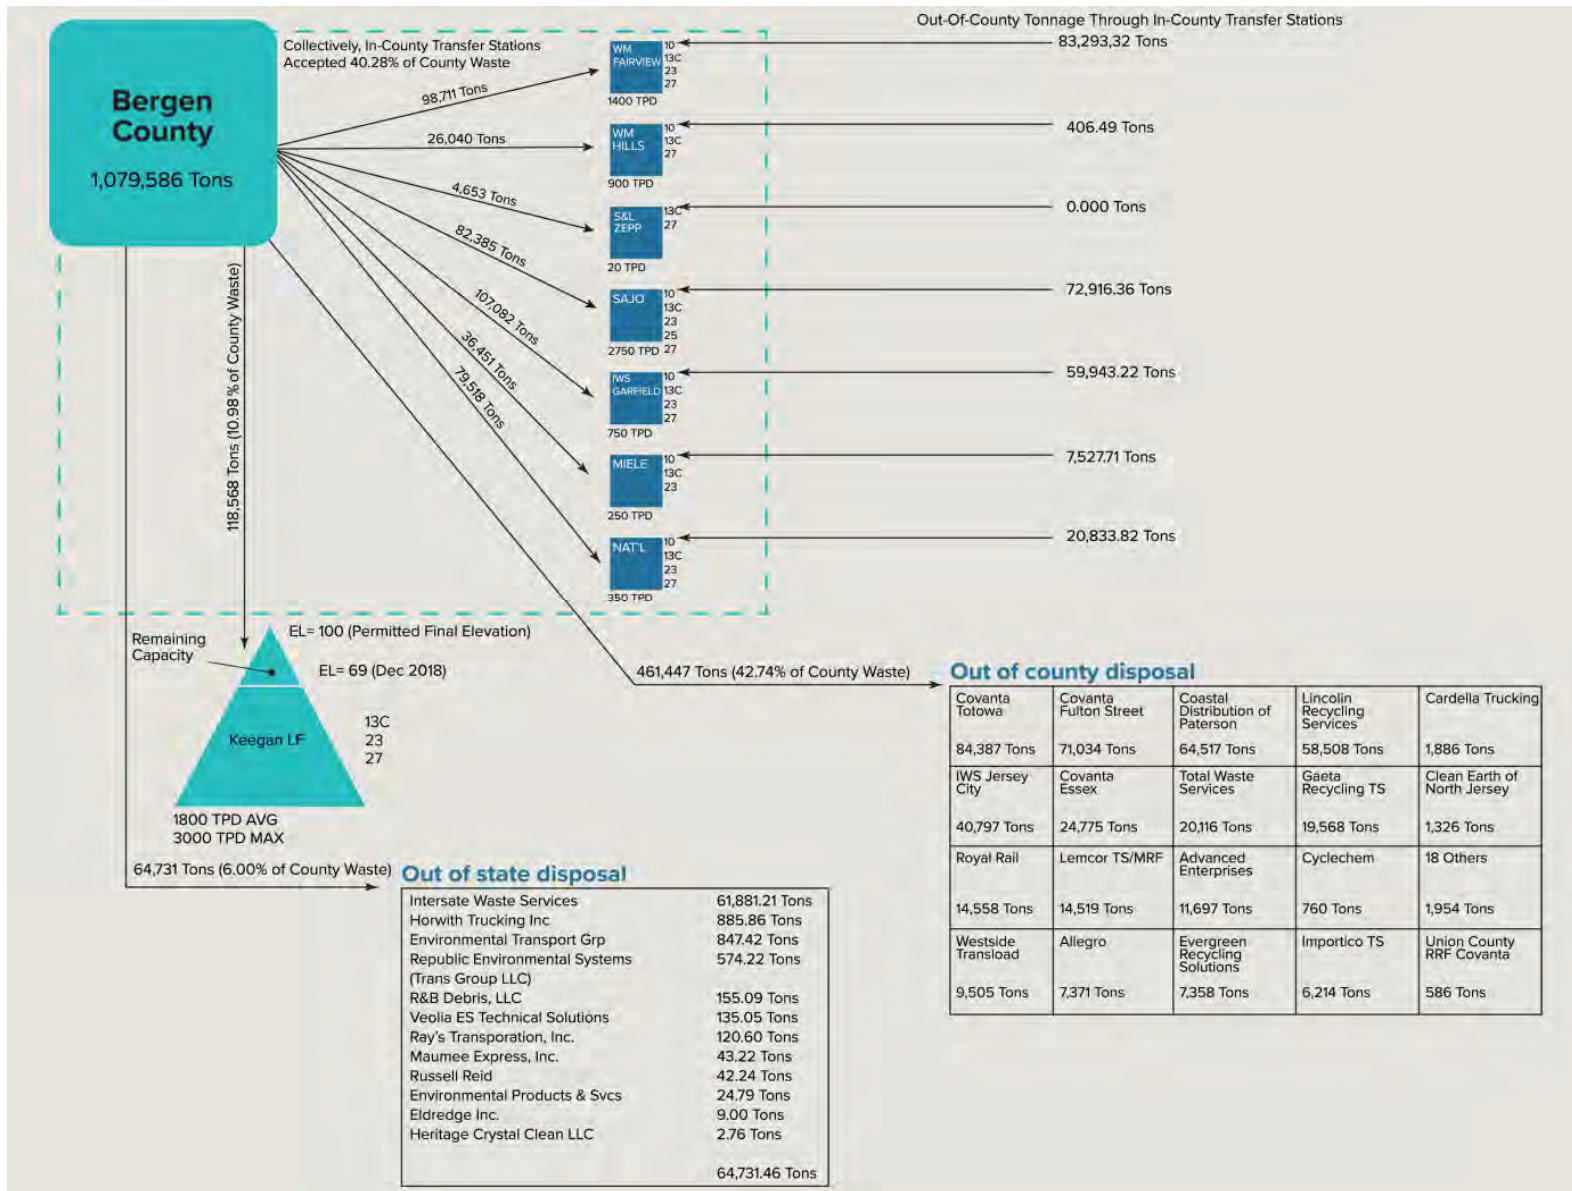 Out-Of-County Tonnage Through In-County Transfer Stations
Bergen
County
1,079,586 Tons
Collectively, In-County Transfer Stations
Accepted 40.28% of County Waste
98,711 Tons
26,040 Tons
4,653 Tons
82,385 Tons
107,082 Tons
36,451 Tons
79,518 Tons
WM
FAIRVIEW
10
13C
23
27
1400 TPD
83,293,32 Tons
WM
HILLS
10
13C
27
900 TPD
406.49 Tons
S&L
ZEPP
13C
27
20 TPD
0.000 Tons
SAJO
10
13C
23
25
27
2750 TPD
72,916.36 Tons
IWS
GARFIELD
10
13C
23
27
750 TPD
59,943.22 Tons
MIELE
10
13C
23
250 TPD
7,527.71 Tons
NAT'L
10
13C
23
27
350 TPD
20,833.82 Tons
118,568 Tons (10.98% of County Waste)
Remaining
Capacity
EL= 100 (Permitted Final Elevation)
EL= 69 (Dec 2018)
Keegan LF
13C
23
27
1800 TPD AVG
3000 TPD MAX
461,447 Tons (42.74% of County Waste)
Out of county disposal
Covanta
Totowa
84,387 Tons
Covanta
Fulton Street
71,034 Tons
Coastal
Distribution of
Paterson
64,517 Tons
Lincolin
Recycling
Services
58,508 Tons
Cardella Trucking
1,886 Tons
IWS Jersey
City
40,797 Tons
Covanta
Essex
24,775 Tons
Total Waste
Services
20,116 Tons
Gaeta
Recycling TS
19,568 Tons
Clean Earth of
North Jersey
1,326 Tons
Royal Rail
14,558 Tons
Lemcor TS/MRF
14,519 Tons
Advanced
Enterprises
11,697 Tons
Cyclechem
760 Tons
18 Others
1,954 Tons
Westside
Transload
9,505 Tons
Allegro
7,371 Tons
Evergreen
Recycling
Solutions
7,358 Tons
Importico TS
6,214 Tons
Union County
RRF Covanta
586 Tons
64,731 Tons (6.00% of County Waste)
Out of state disposal
Intersate Waste Services 61,881.21 Tons
Horwith Trucking Inc 885.86 Tons
Environmental Transport Grp 847.42 Tons
Republic Environmental Systems 574.22 Tons
(Trans Group LLC)
R&B Debris, LLC 155.09 Tons
Veolia ES Technical Solutions 135.05 Tons
Ray's Transporation, Inc. 120.60 Tons
Maumee Express, Inc. 43.22 Tons
Russell Reid 42.24 Tons
Environmental Products & Svcs 24.79 Tons
Eldredge Inc. 9.00 Tons
Heritage Crystal Clean LLC 2.76 Tons
64,731.46 Tons